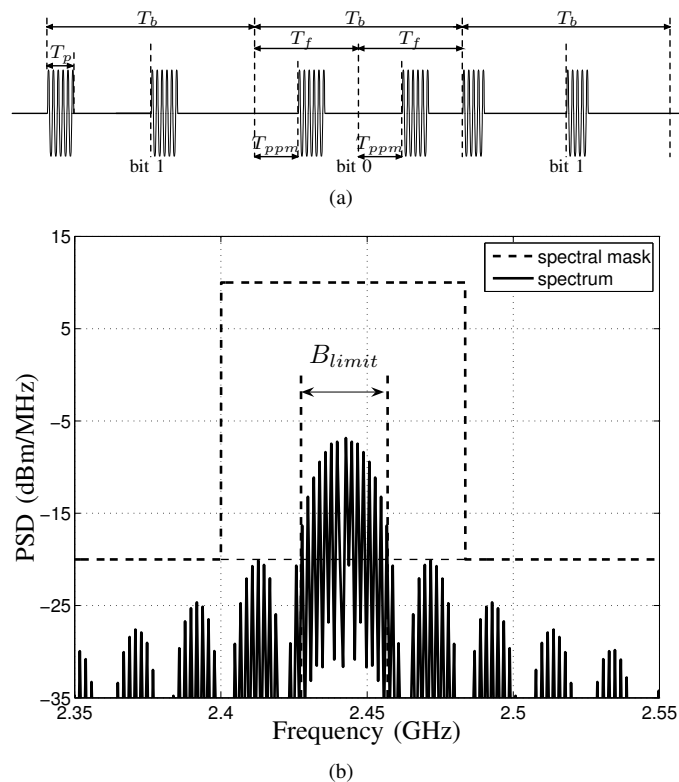 T_b T_b T_b
T_f T_f
T_p
T_ppm T_ppm
bit 1 bit 0 bit 1
(a)
15
5
−5
−15
−25
−35
PSD (dBm/MHz)
spectral mask
spectrum
B_limit
2.35 2.4 2.45 2.5 2.55
Frequency (GHz)
(b)